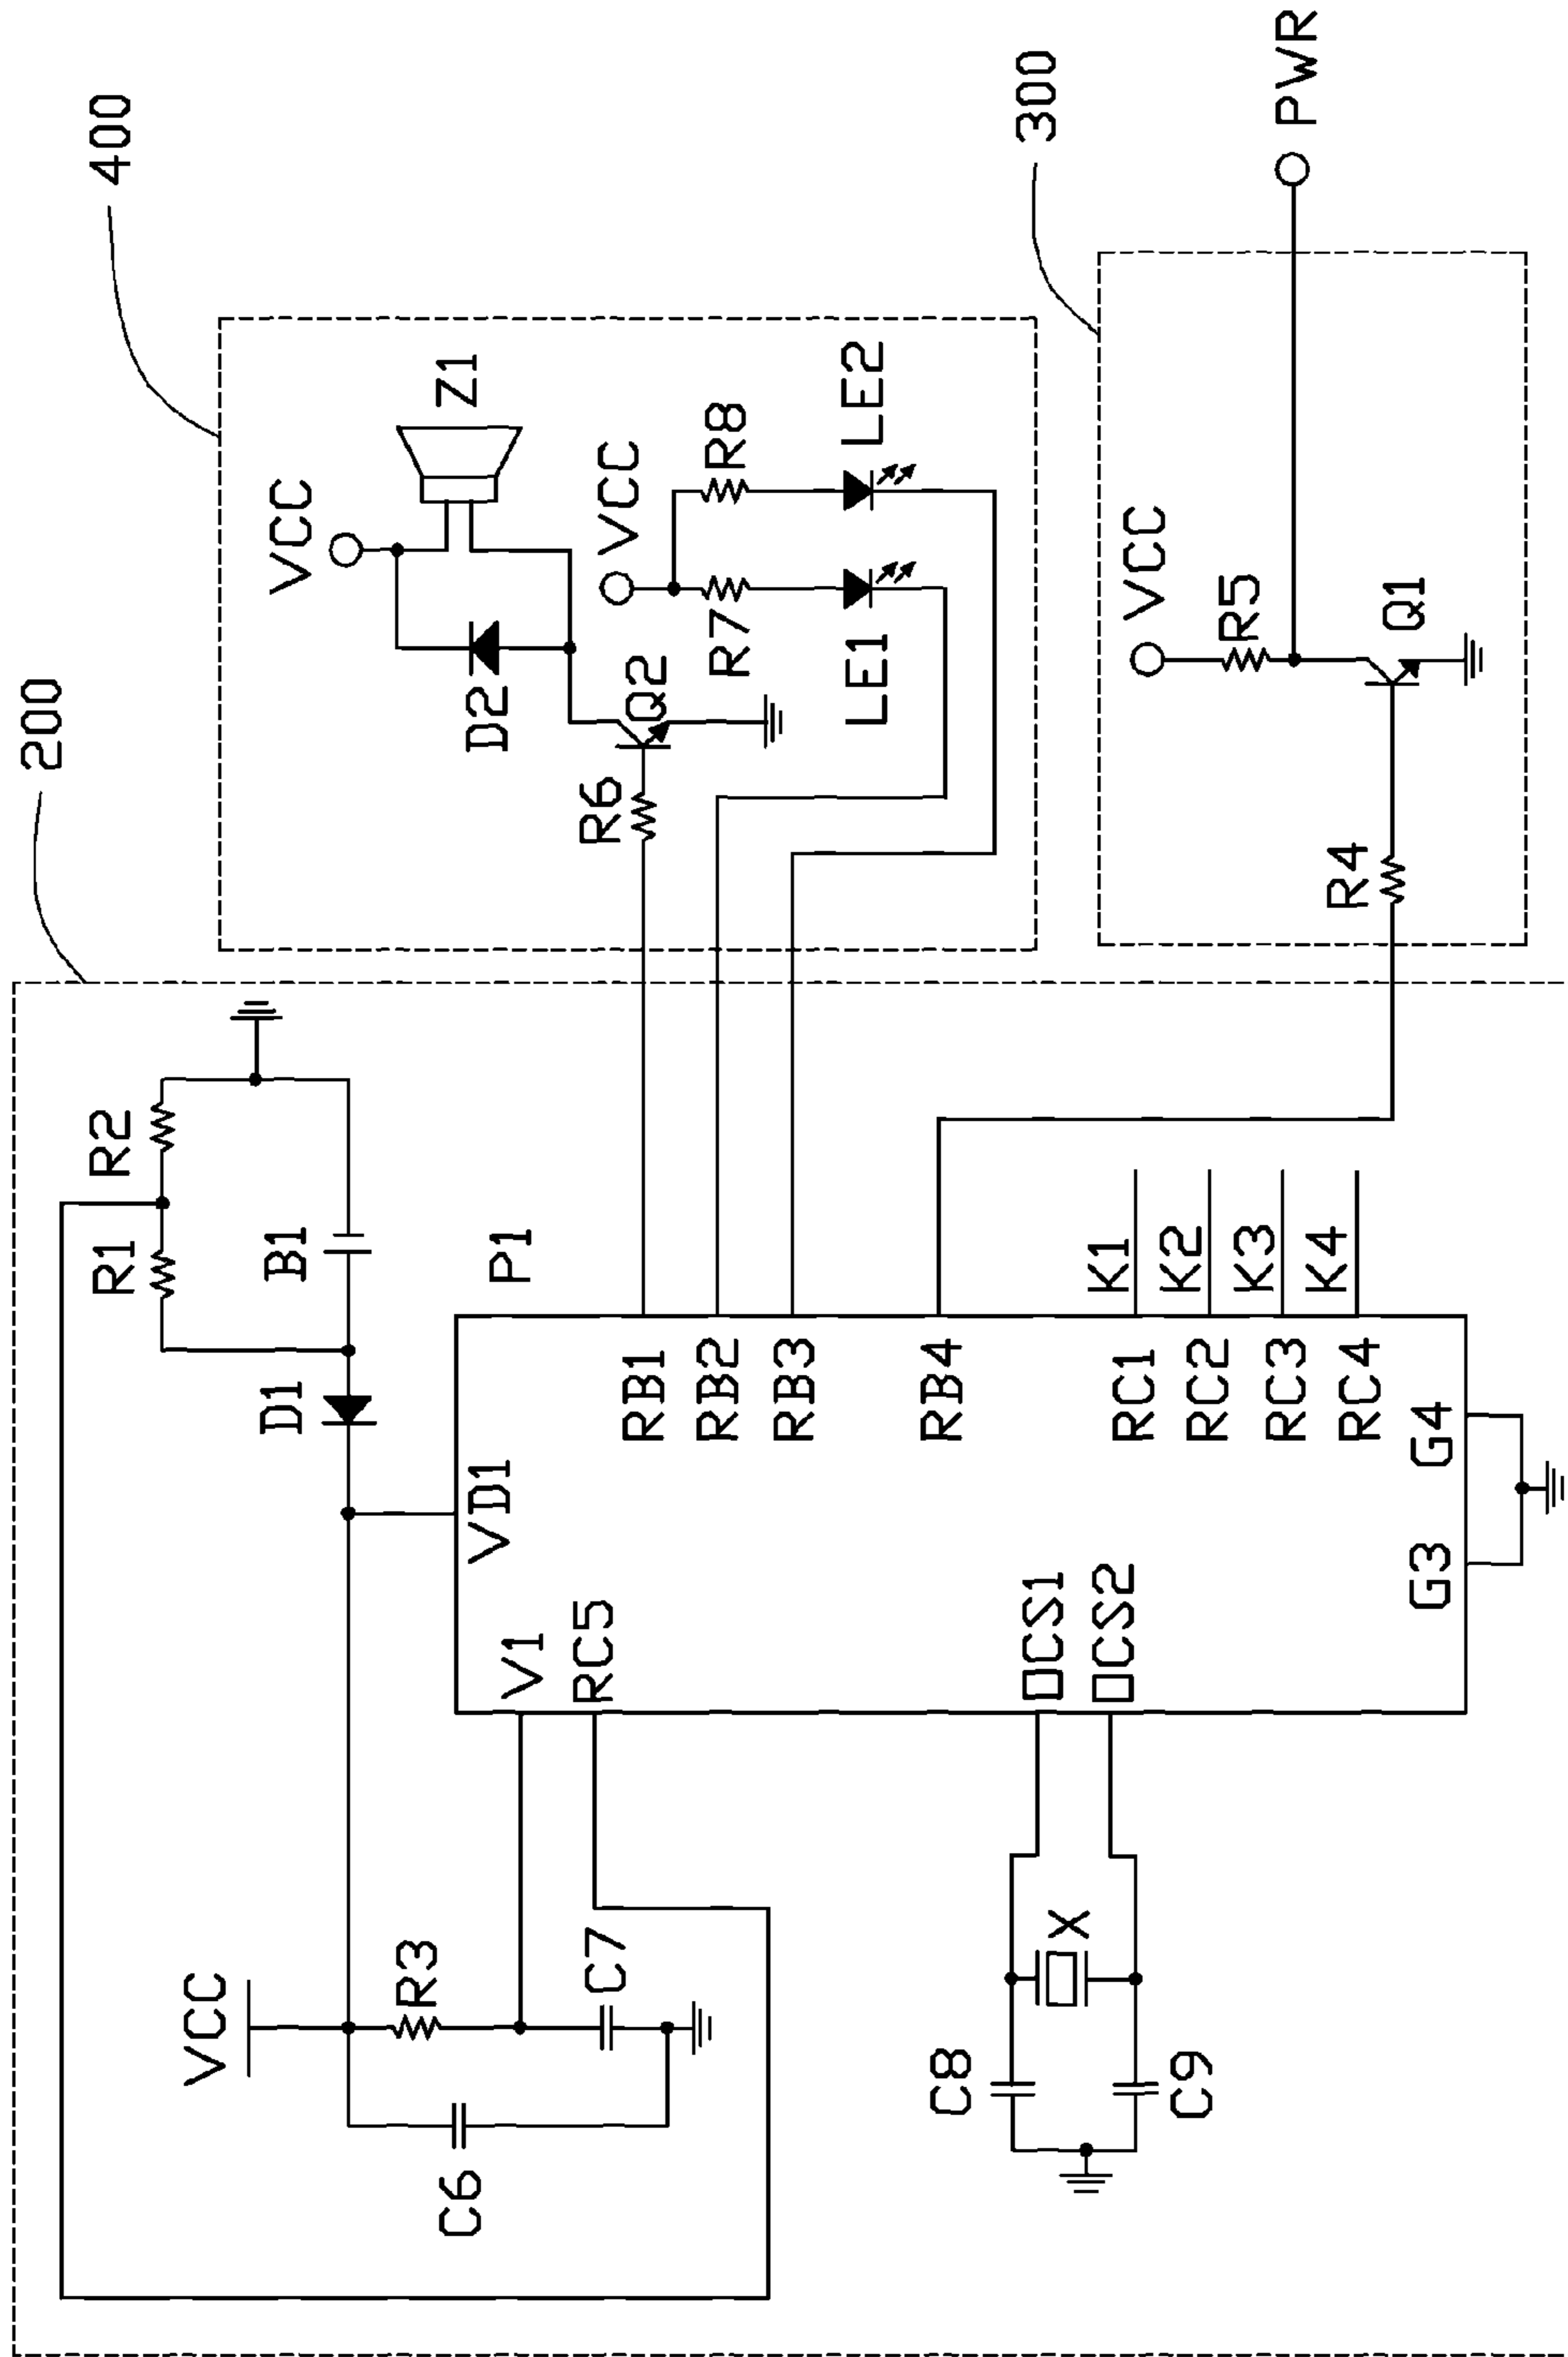 200
400
300
VCC
C6
R3
C7
D1
R1
R2
B1
P1
V1
RC5
VD1
RB1
RB2
RB3
RB4
RC1
RC2
RC3
RC4
K1
K2
K3
K4
OCS1
OCS2
G3
G4
C8
X
C9
VCC
D2
Z1
R6
Q2
VCC
R7
R8
LE1
LE2
VCC
R5
R4
Q1
PWR